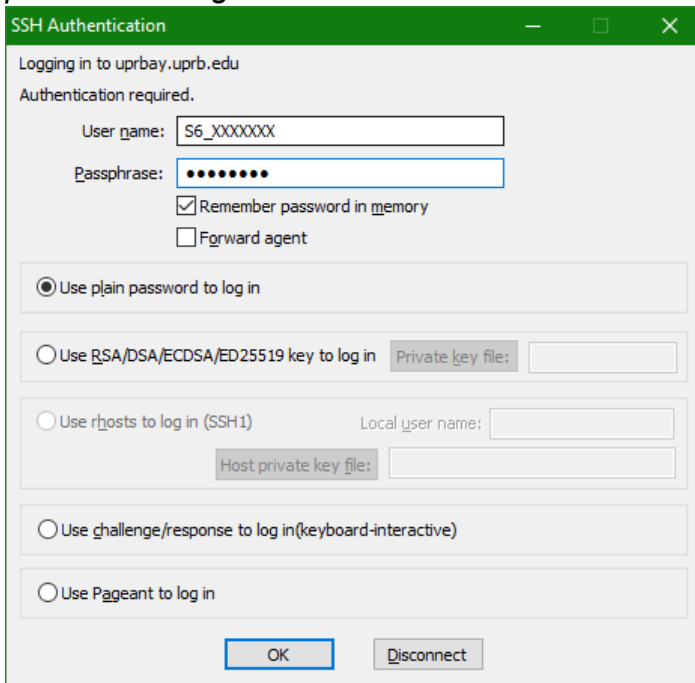 SSH Authentication
Logging in to uprbay.uprb.edu
Authentication required.
User name: S6_XXXXXXX
Passphrase: ●●●●●●●●
Remember password in memory
Forward agent
Use plain password to log in
Use RSA/DSA/ECDSA/ED25519 key to log in Private key file:
Use rhosts to log in (SSH1) Local user name:
Host private key file:
Use challenge/response to log in(keyboard-interactive)
Use Pageant to log in
OK Disconnect